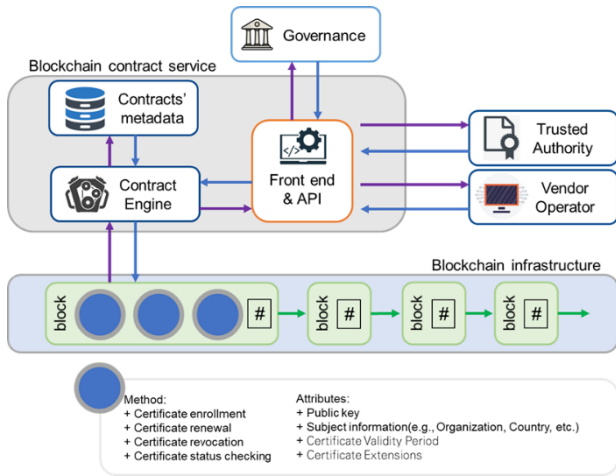 Governance
Blockchain contract service
Contracts'
metadata
</>
Front end
& API
Trusted
Authority
Contract
Engine
Vendor
Operator
Blockchain infrastructure
block
#
block
#
block
#
block
#
Method:
+ Certificate enrollment
+ Certificate renewal
+ Certificate revocation
+ Certificate status checking
Attributes:
+ Public key
+ Subject information(e.g., Organization, Country, etc.)
+ Certificate Validity Period
+ Certificate Extensions